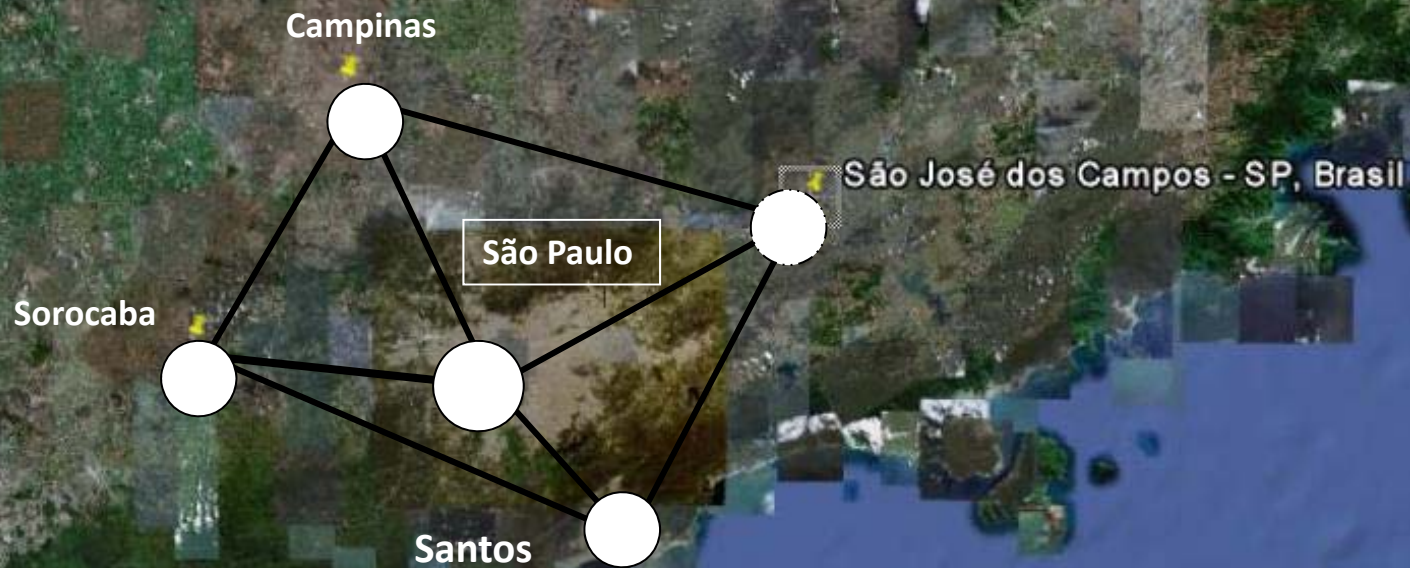 Campinas
São José dos Campos - SP, Brasil
São Paulo
Sorocaba
Santos